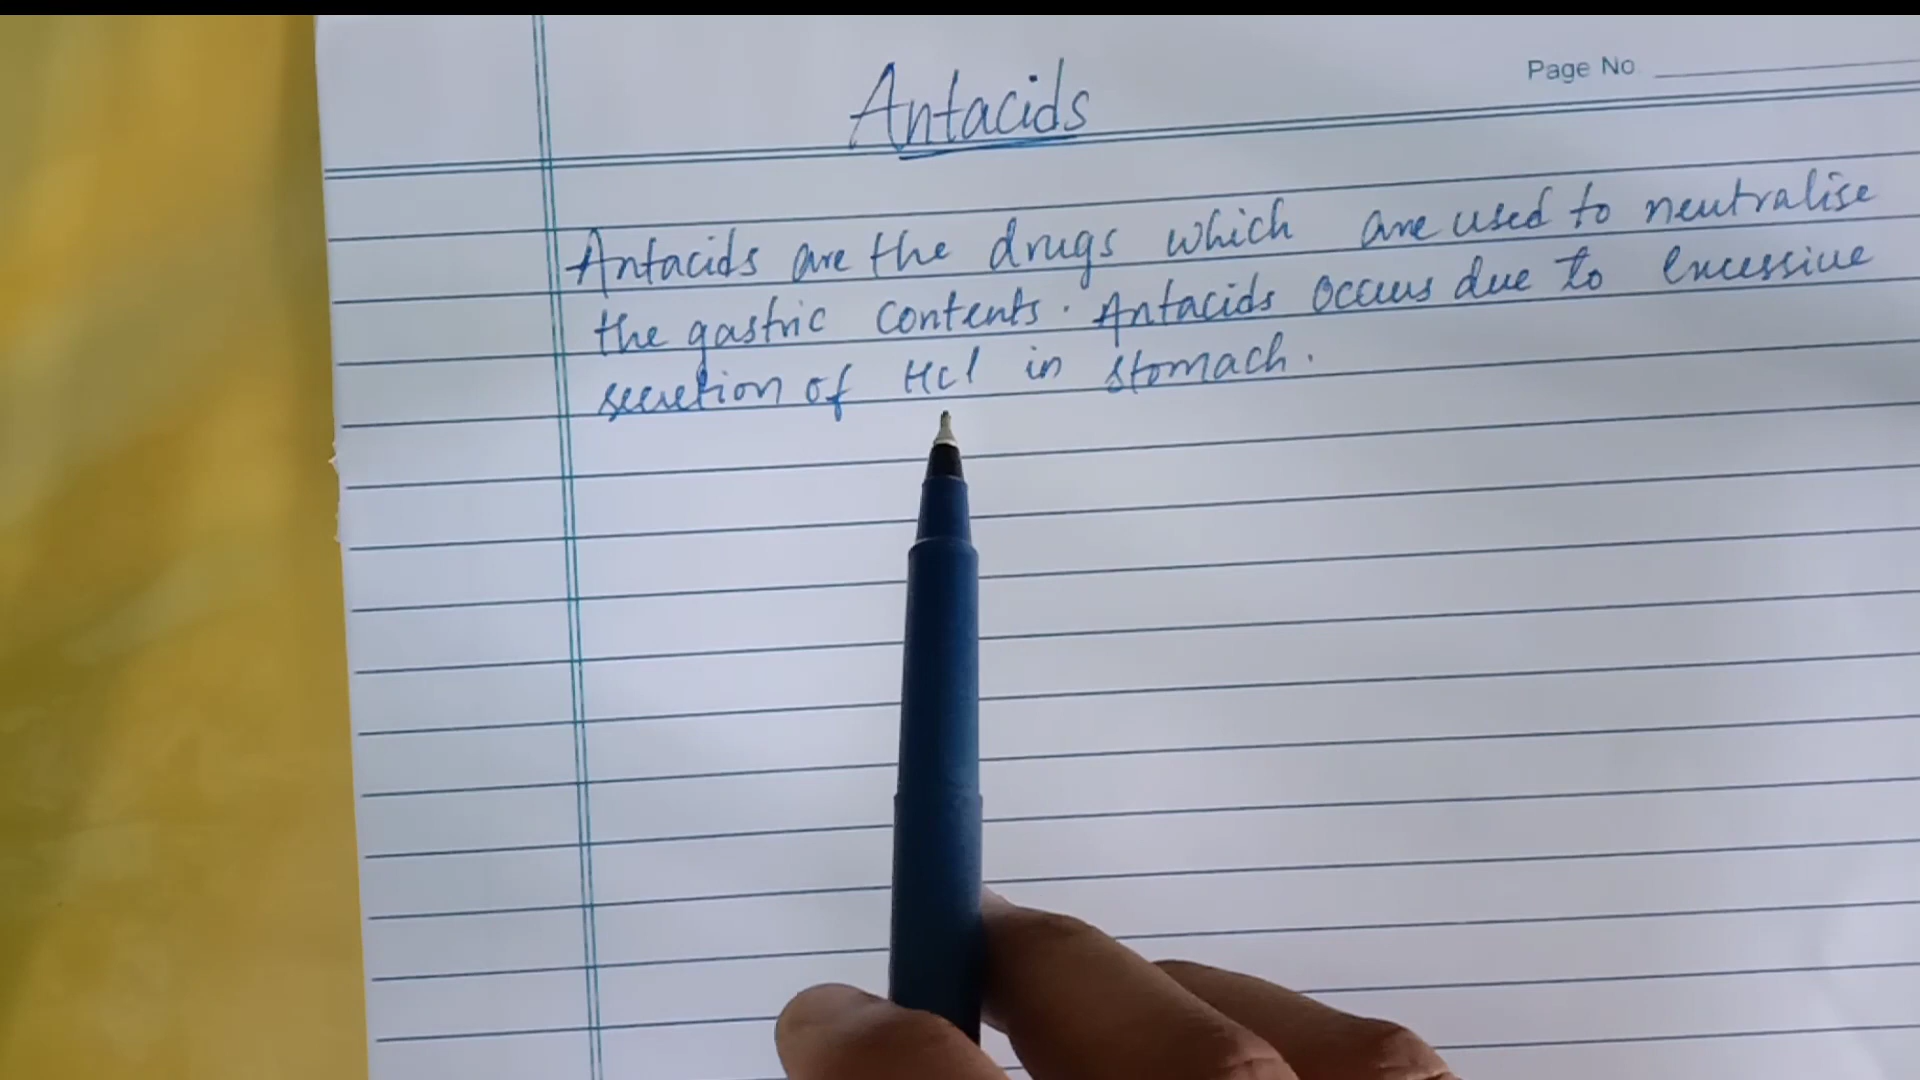 Page No
Antacids
Antacids are the drugs which are used to neutralise
the gastric contents. Antacids occurs due to excessive
secretion of Hcl in stomach.